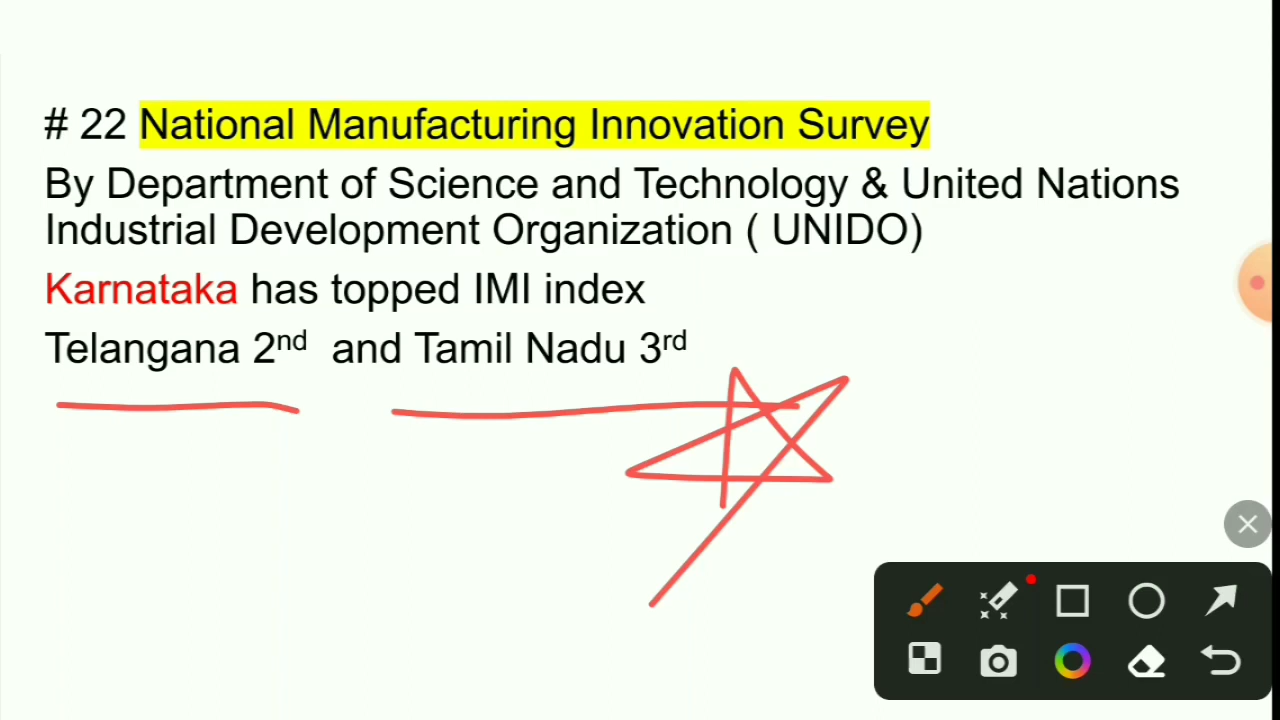 # 22 National Manufacturing Innovation Survey
By Department of Science and Technology & United Nations
Industrial Development Organization ( UNIDO)
Karnataka has topped IMI index
Telangana 2nd and Tamil Nadu 3rd